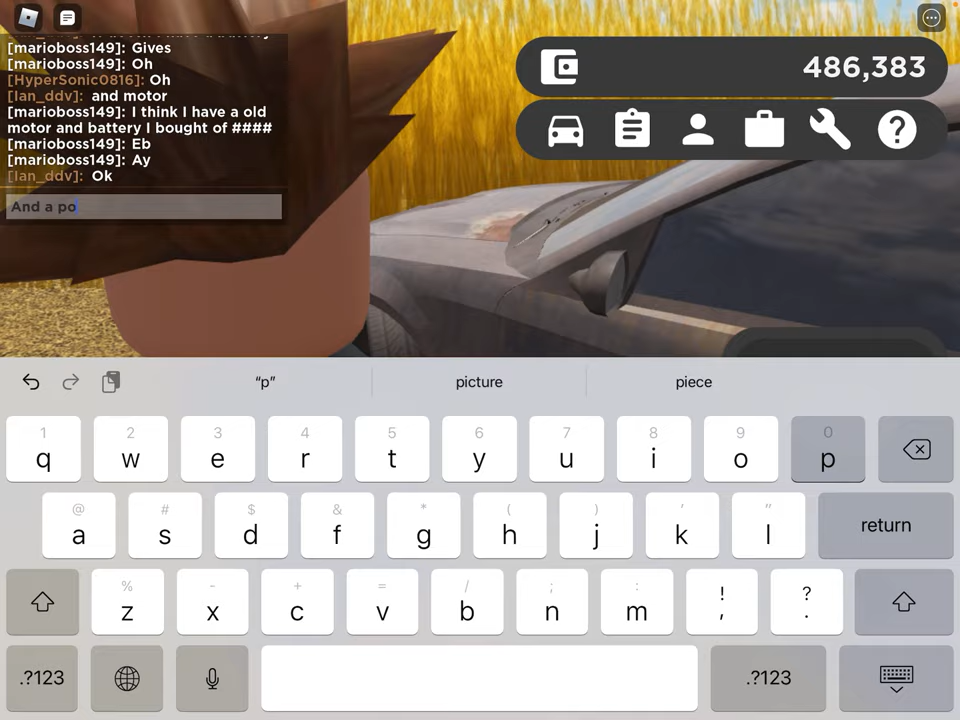 [marioboss149]: Gives
[marioboss149]: Oh
[HyperSonic0816]: Oh
[Ian_ddv]: and motor
[marioboss149]: I think I have a old
motor and battery I bought of ####
[marioboss149]: Eb
[marioboss149]: Ay
[Ian_ddv]: Ok
And a po
486,383
?
“p” picture piece
1 2 3 4 5 6 7 8 9 0
q w e r t y u i o p
@ # $ & * ( ) ' "
a s d f g h j k l return
% - + = / ; : ! ?
z x c v b n m , .
.?123 .?123